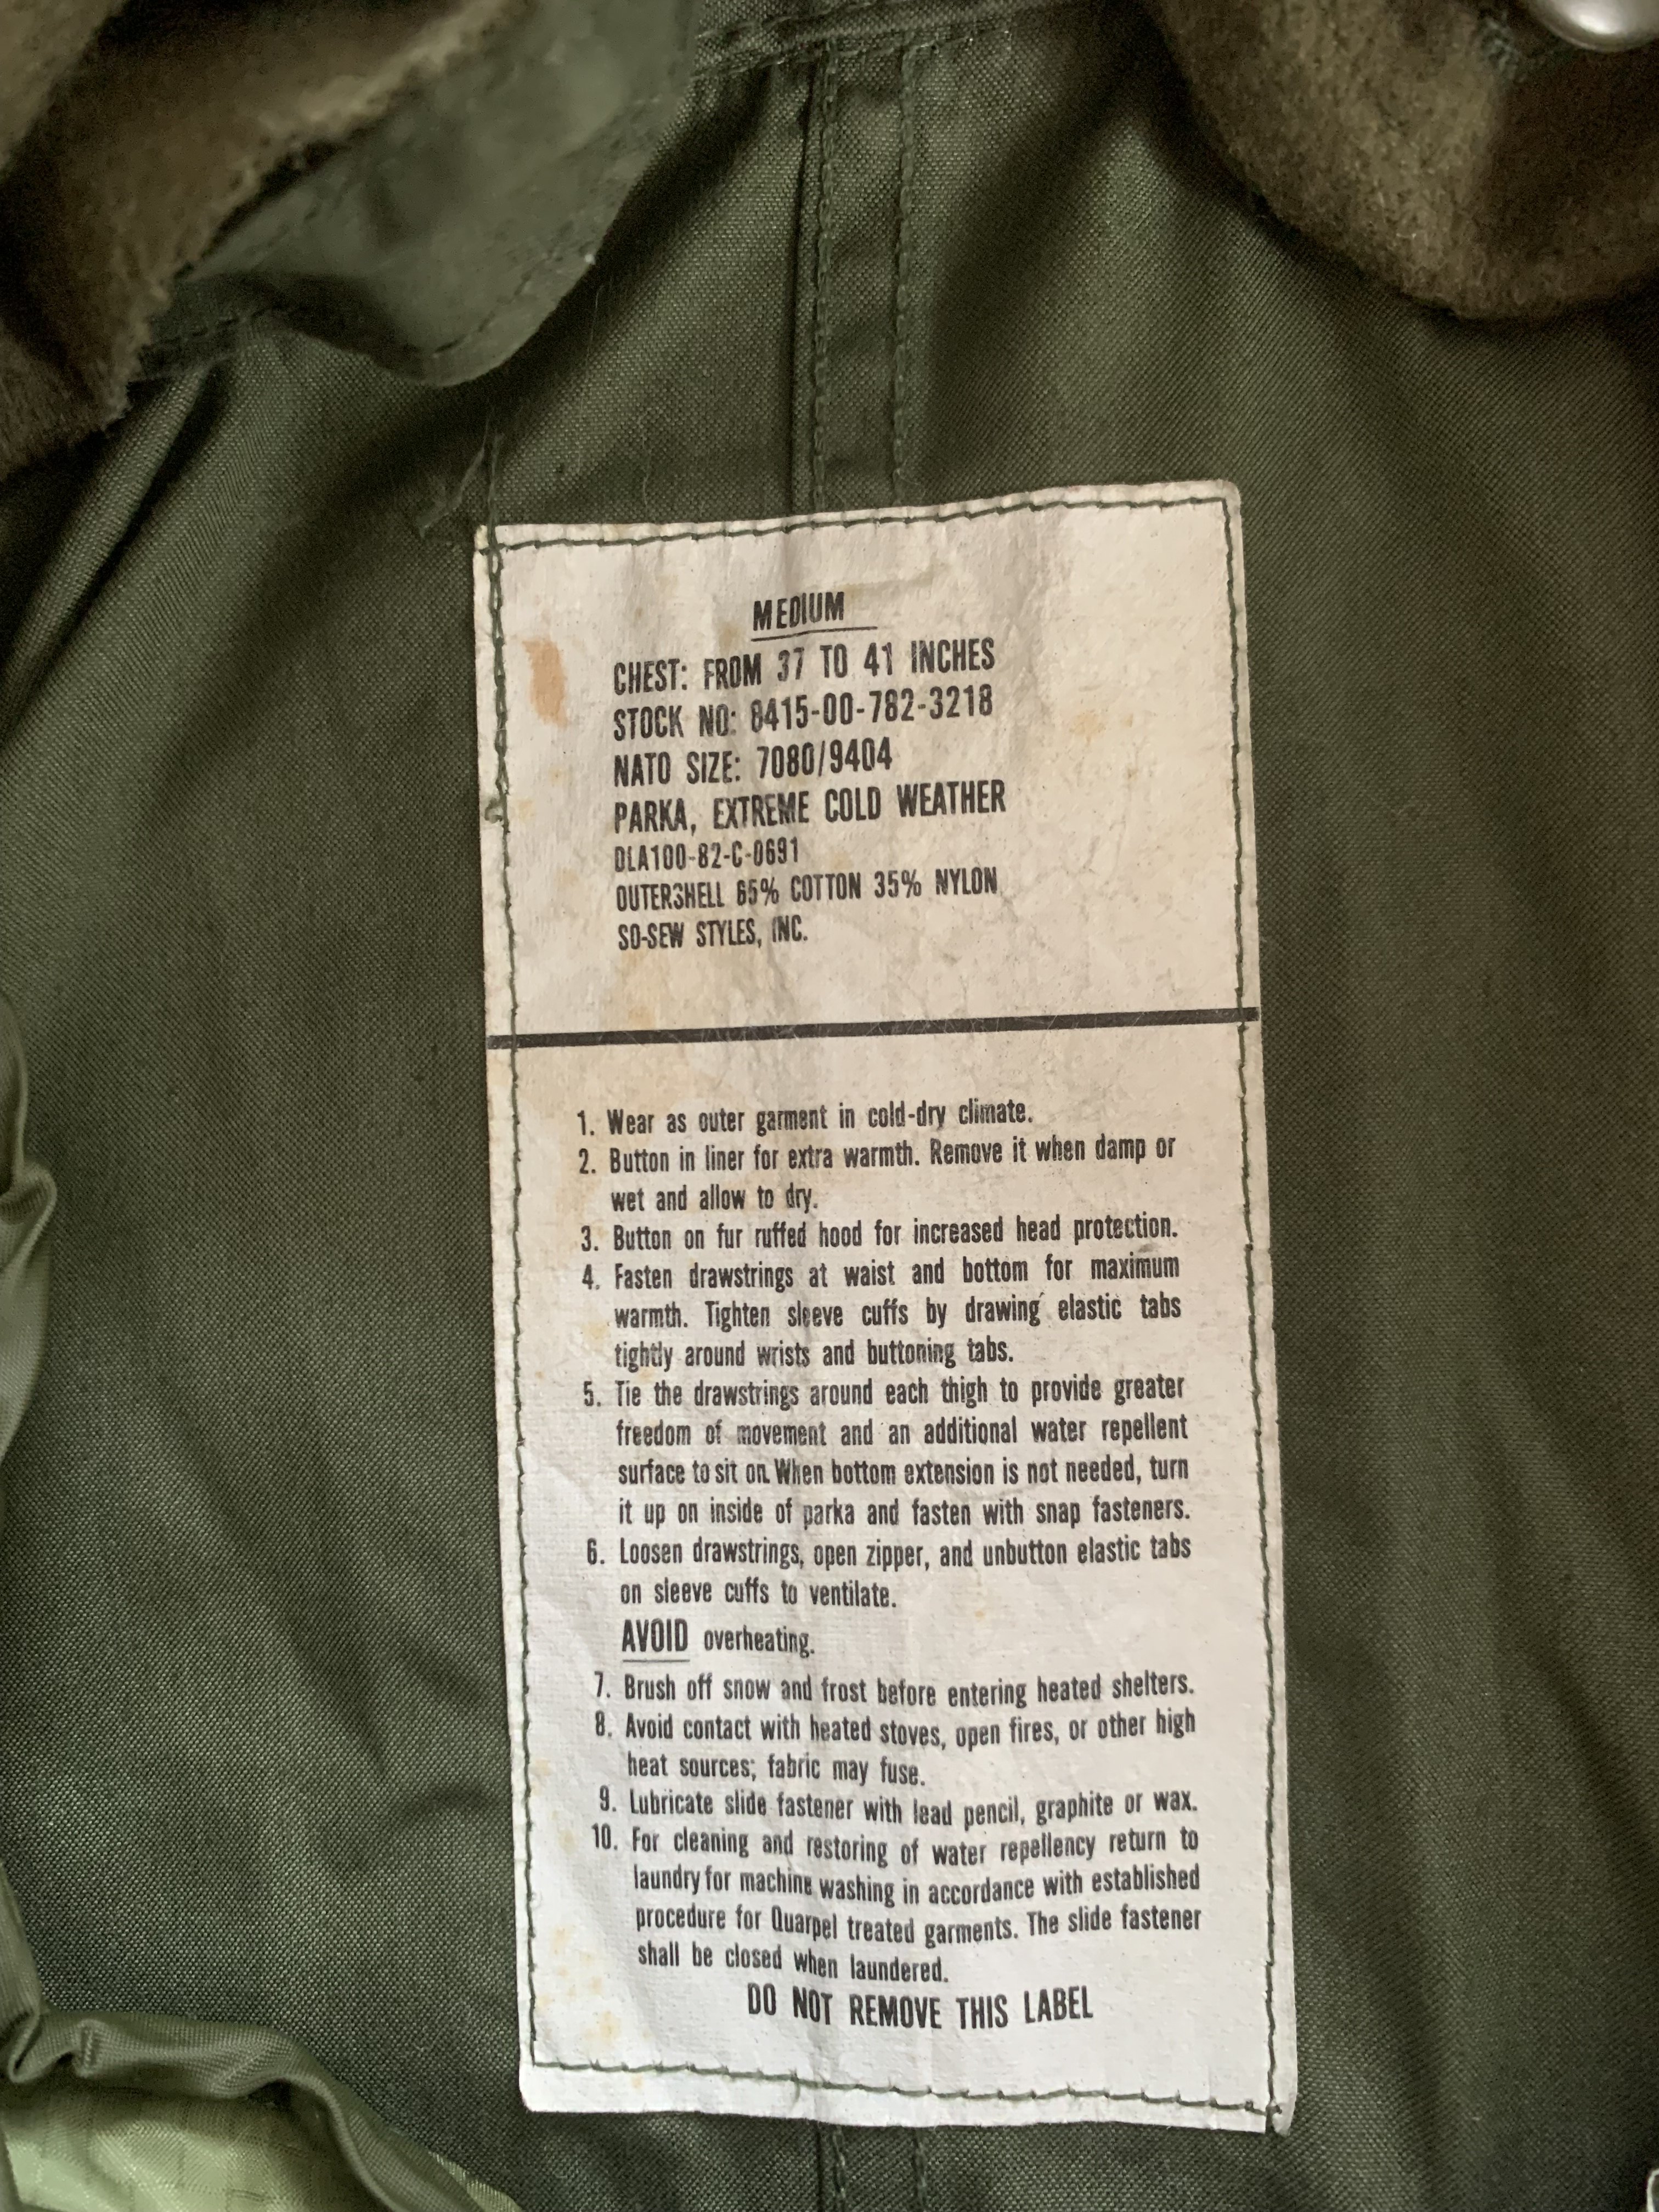 MEDIUM
CHEST: FROM 37 TO 41 INCHES
STOCK NO: 8415-00-782-3218
NATO SIZE: 7080/9404
PARKA, EXTREME COLD WEATHER
DLA100-82-C-0691
OUTERSHELL 65% COTTON 35% NYLON
SO-SEW STYLES, INC.
1. Wear as outer garment in cold-dry climate.
2. Button in liner for extra warmth. Remove it when damp or
wet and allow to dry.
3. Button on fur ruffed hood for increased head protection.
4. Fasten drawstrings at waist and bottom for maximum
warmth. Tighten sleeve cuffs by drawing elastic tabs
tightly around wrists and buttoning tabs.
5. Tie the drawstrings around each thigh to provide greater
freedom of movement and an additional water repellent
surface to sit on. When bottom extension is not needed, turn
it up on inside of parka and fasten with snap fasteners.
6. Loosen drawstrings, open zipper, and unbutton elastic tabs
on sleeve cuffs to ventilate.
AVOID overheating.
7. Brush off snow and frost before entering heated shelters.
8. Avoid contact with heated stoves, open fires, or other high
heat sources; fabric may fuse.
9. Lubricate slide fastener with lead pencil, graphite or wax.
10. For cleaning and restoring of water repellency return to
laundry for machine washing in accordance with established
procedure for Quarpel treated garments. The slide fastener
shall be closed when laundered.
DO NOT REMOVE THIS LABEL